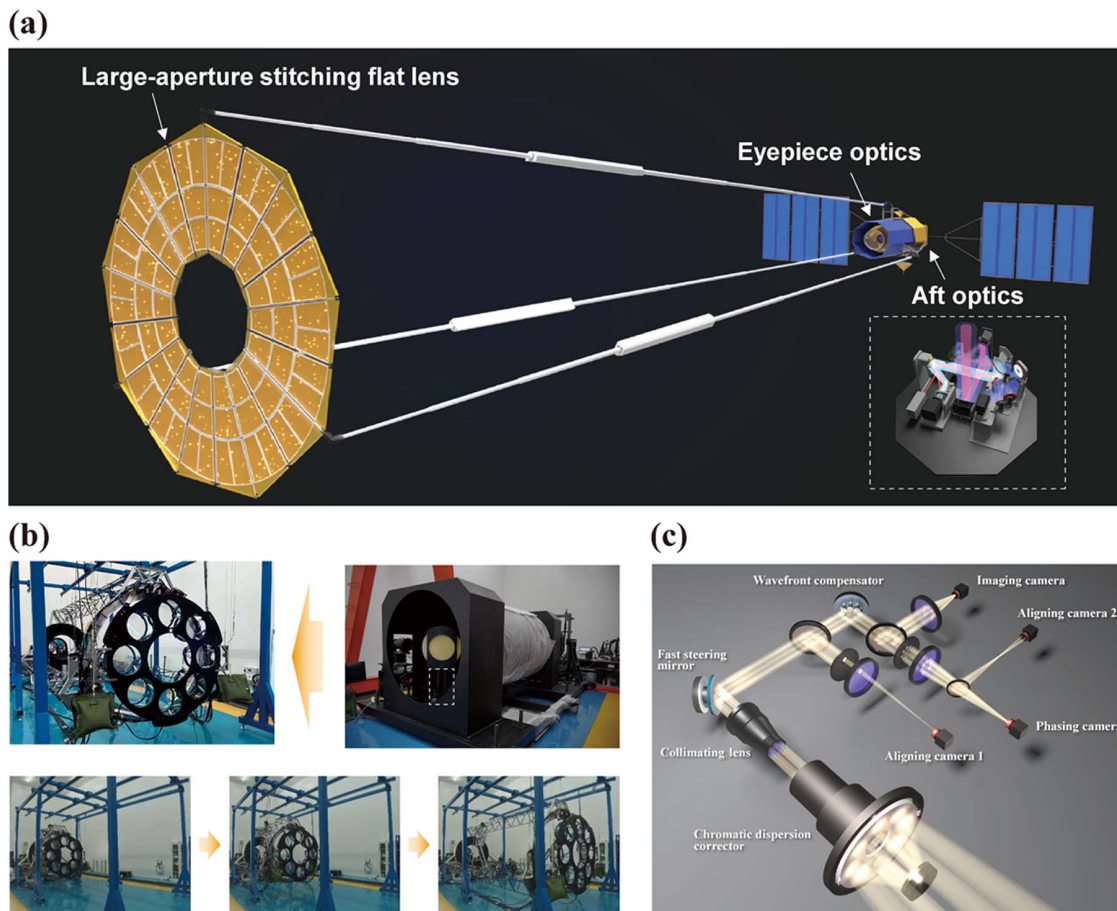 (a)
Large-aperture stitching flat lens
Eyepiece optics
Aft optics
(b)
(c)
Wavefront compensator
Imaging camera
Aligning camera 2
Fast steering
mirror
Phasing camera
Collimating lens
Aligning camera 1
Chromatic dispersion
corrector